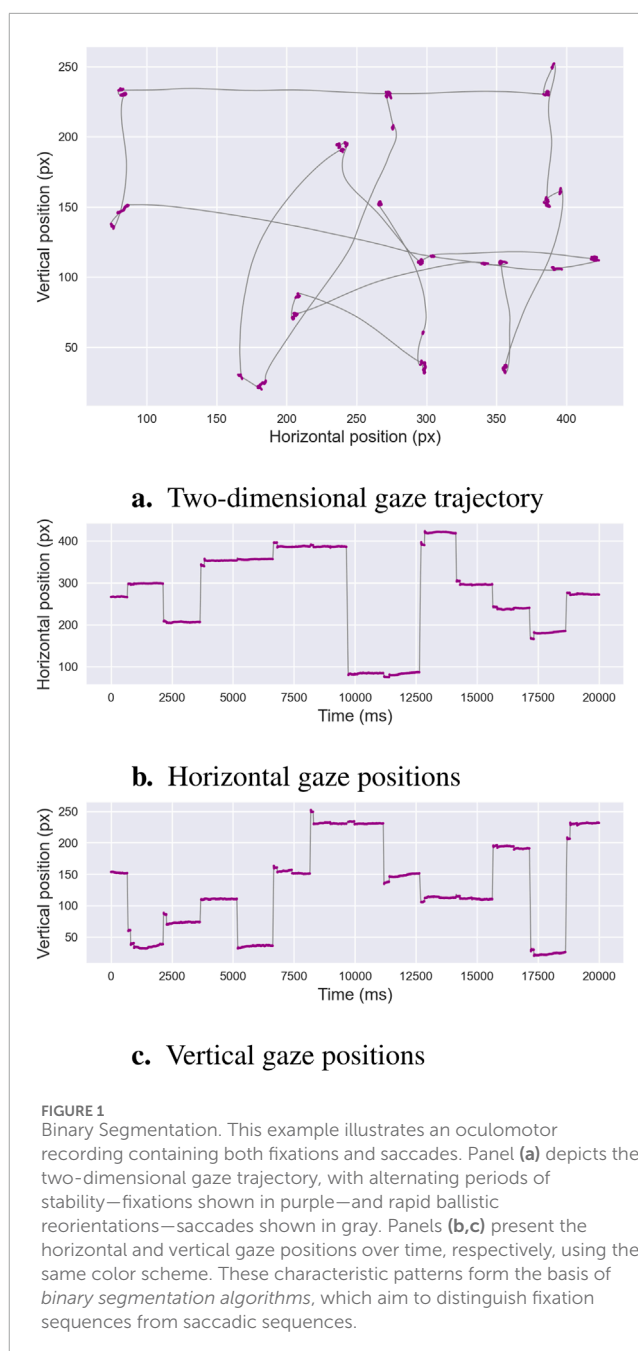 250
200
150
100
50
Vertical position (px)
100
150
200
250
300
350
400
Horizontal position (px)
a. Two-dimensional gaze trajectory
400
300
200
100
Horizontal position (px)
0
2500
5000
7500
10000
12500
15000
17500
20000
Time (ms)
b. Horizontal gaze positions
250
200
150
100
50
Vertical position (px)
0
2500
5000
7500
10000
12500
15000
17500
20000
Time (ms)
c. Vertical gaze positions
FIGURE 1
Binary Segmentation. This example illustrates an oculomotor
recording containing both fixations and saccades. Panel (a) depicts the
two-dimensional gaze trajectory, with alternating periods of
stability—fixations shown in purple—and rapid ballistic
reorientations—saccades shown in gray. Panels (b,c) present the
horizontal and vertical gaze positions over time, respectively, using the
same color scheme. These characteristic patterns form the basis of
binary segmentation algorithms, which aim to distinguish fixation
sequences from saccadic sequences.